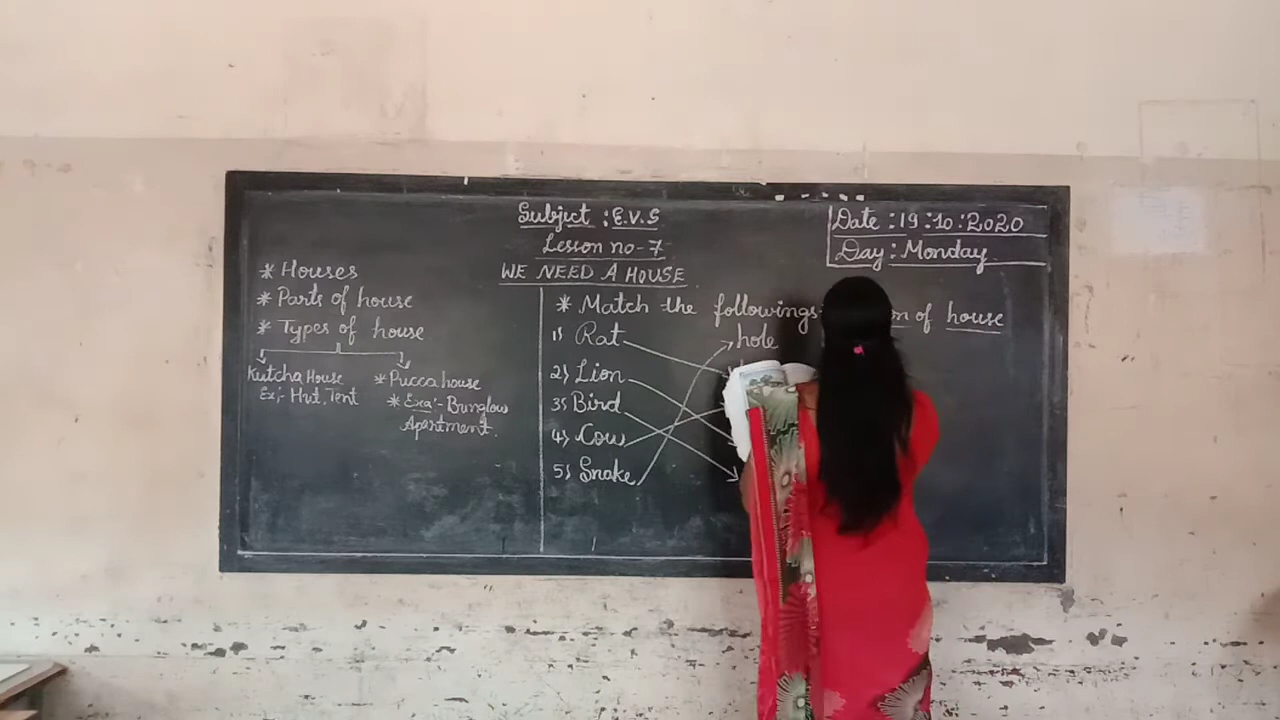 Subject : E.V.S
Lesson no-7
WE NEED A HOUSE
Date : 19 : 10 : 2020
Day : Monday
* Houses
* Parts of house
* Types of house
Kutcha House
Ex;- Hut, Tent
* Pucca house
* Exa:- Bunglow
Apartment.
* Match the followings
1) Rat
2) Lion
3) Bird
4) Cow
5) Snake
hole
of house